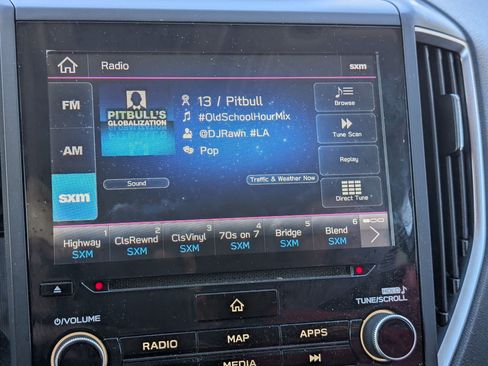 Radio
sxm
FM
AM
sxm
PITBULL'S
GLOBALIZATION
13 / Pitbull
#OldSchoolHourMix
@DJRawn #LA
Pop
Browse
Tune Scan
Replay
Direct Tune
Sound
Traffic & Weather Now
1 Highway SXM
2 ClsRewnd SXM
3 ClsVinyl SXM
4 70s on 7 SXM
5 Bridge SXM
6 Blend SXM
VOLUME
TUNE/SCROLL
RADIO
MAP
APPS
MEDIA